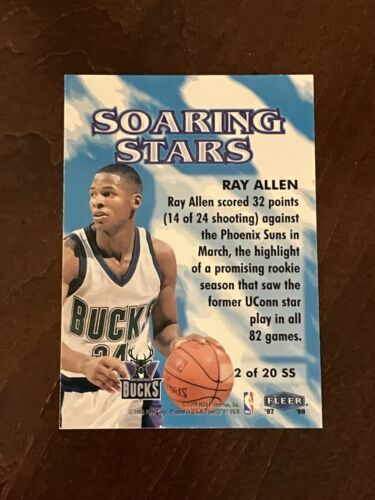 SOARING
STARS
RAY ALLEN
Ray Allen scored 32 points
(14 of 24 shooting) against
the Phoenix Suns in
March, the highlight
of a promising rookie
season that saw the
former UConn star
play in all
82 games.
BUCKS
34
2 of 20 SS
BUCKS
NBA
FLEER
'97 '98